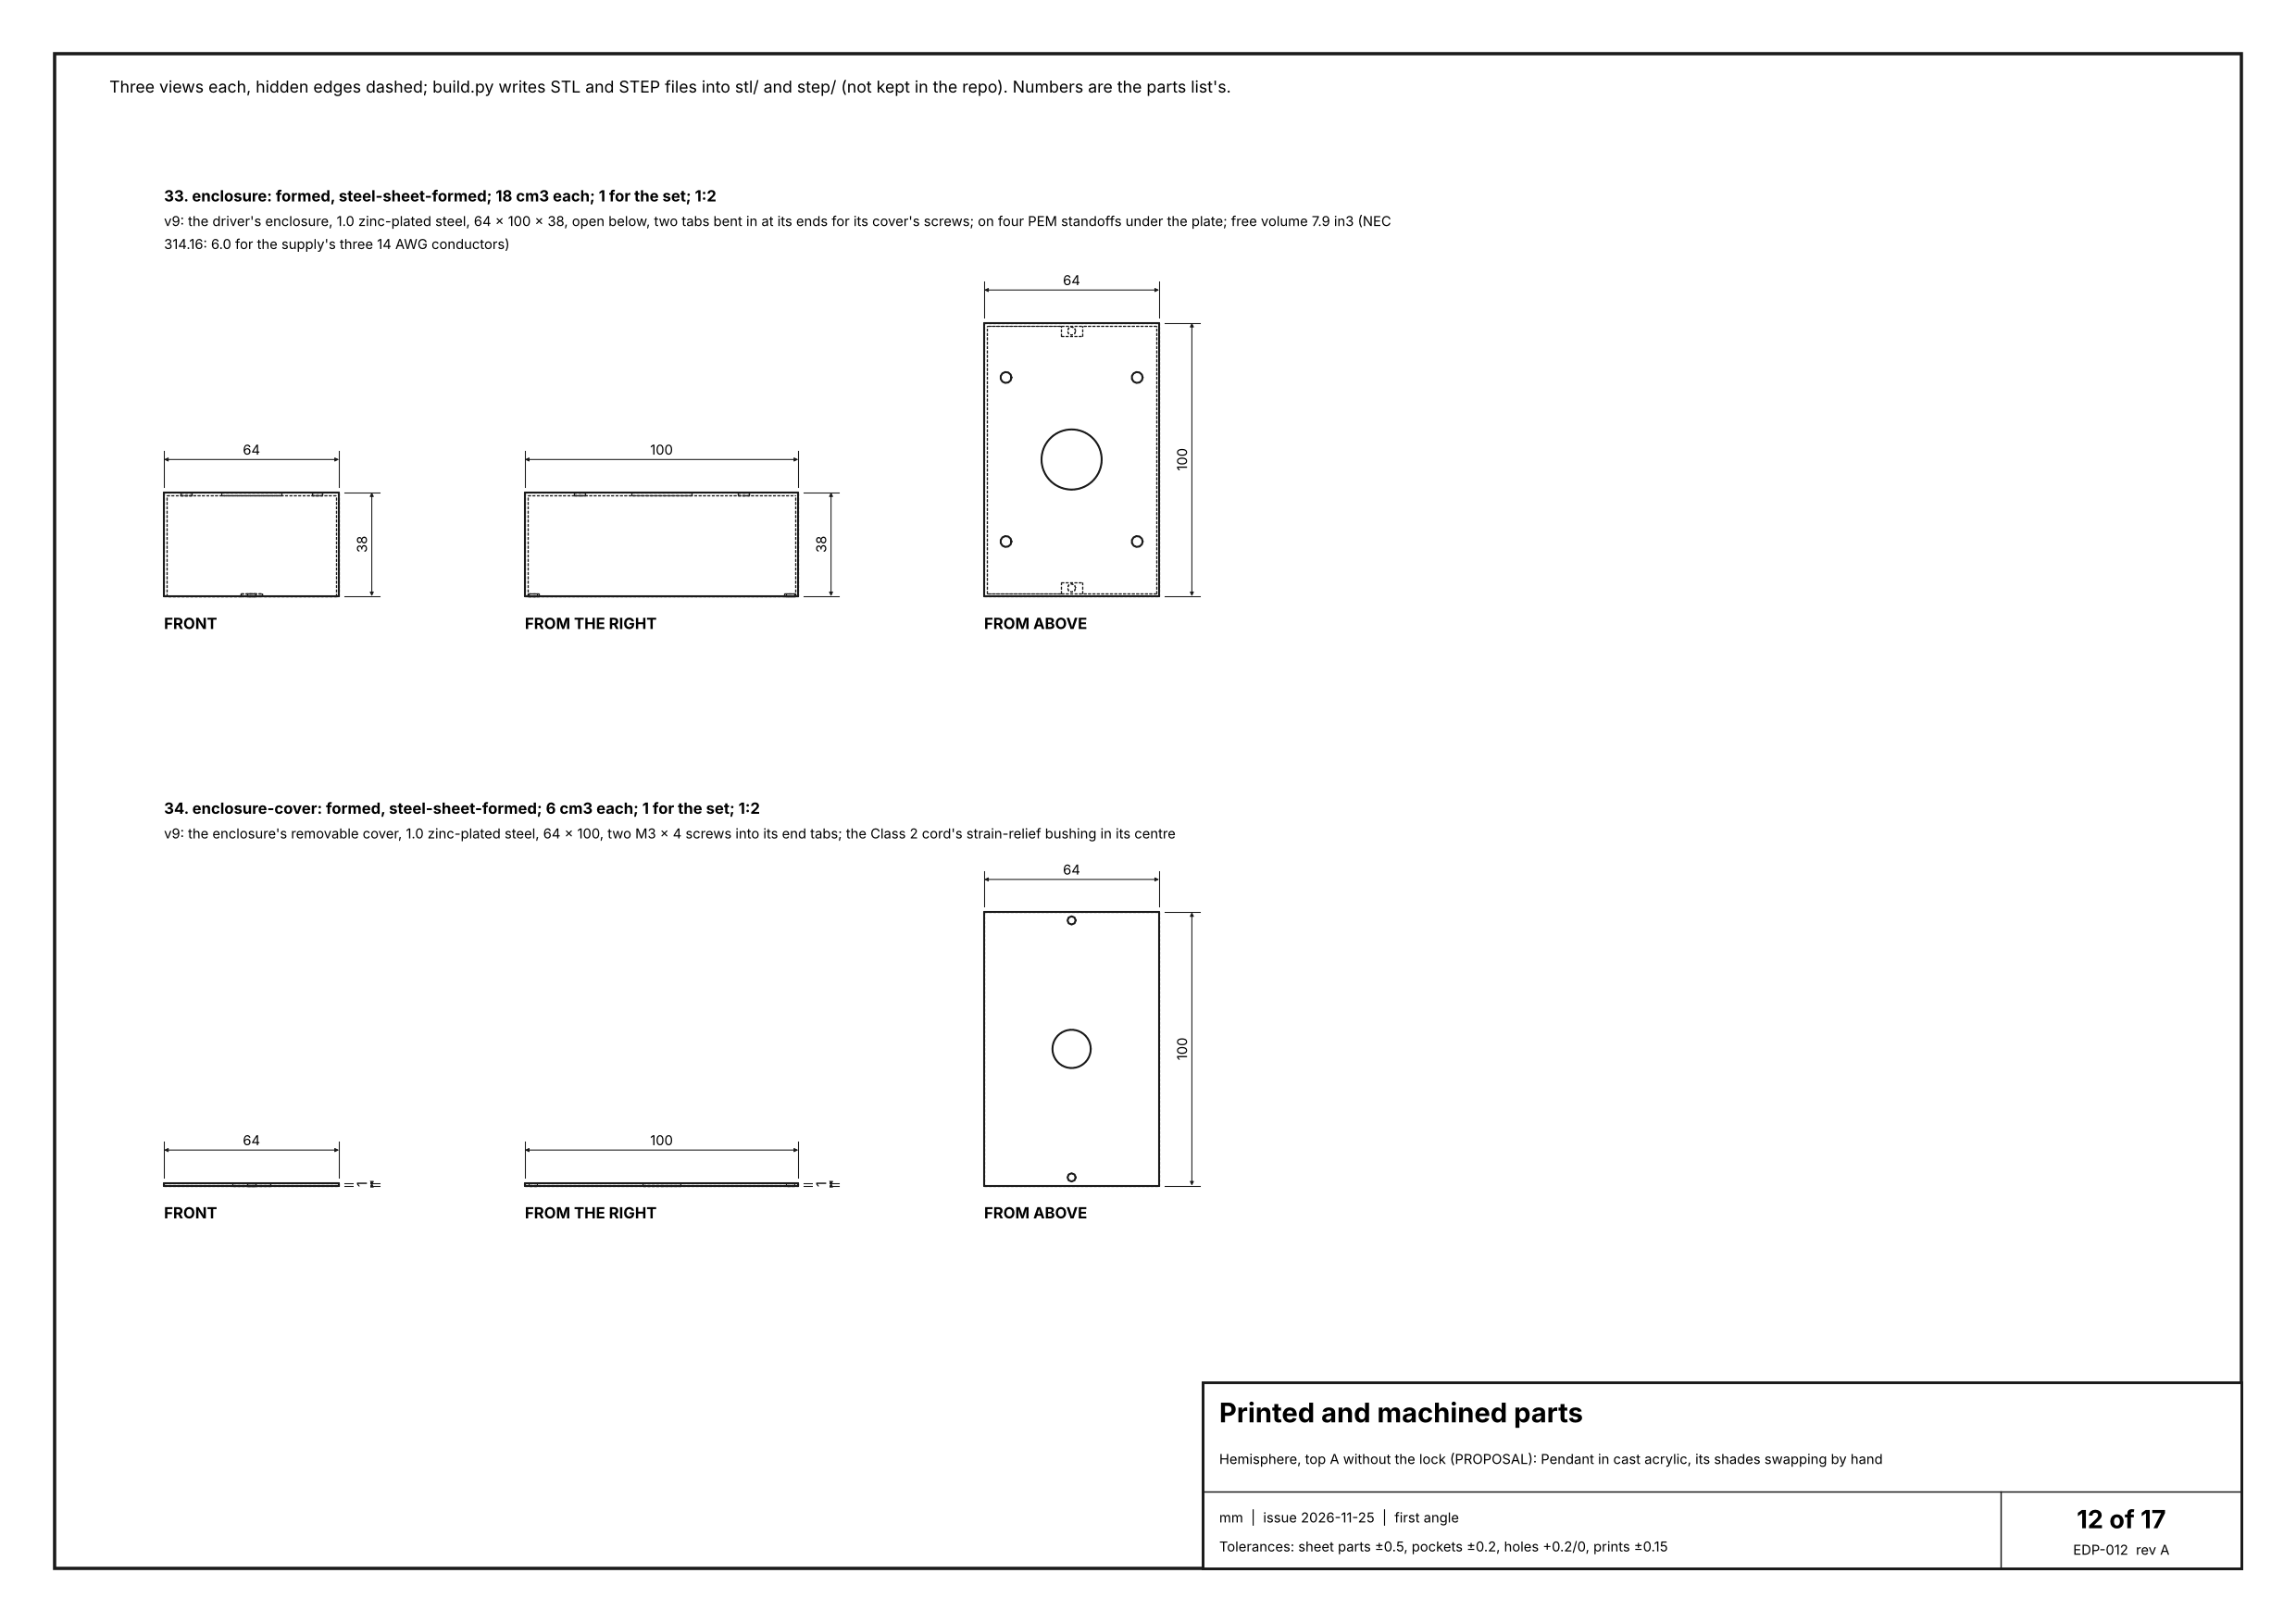 Three views each, hidden edges dashed; build.py writes STL and STEP files into stl/ and step/ (not kept in the repo). Numbers are the parts list's.
33. enclosure: formed, steel-sheet-formed; 18 cm3 each; 1 for the set; 1:2
v9: the driver's enclosure, 1.0 zinc-plated steel, 64 × 100 × 38, open below, two tabs bent in at its ends for its cover's screws; on four PEM standoffs under the plate; free volume 7.9 in3 (NEC
314.16: 6.0 for the supply's three 14 AWG conductors)
64
100
64
100
38
38
FRONT
FROM THE RIGHT
FROM ABOVE
34. enclosure-cover: formed, steel-sheet-formed; 6 cm3 each; 1 for the set; 1:2
v9: the enclosure's removable cover, 1.0 zinc-plated steel, 64 × 100, two M3 × 4 screws into its end tabs; the Class 2 cord's strain-relief bushing in its centre
64
100
64
100
1
1
FRONT
FROM THE RIGHT
FROM ABOVE
Printed and machined parts
Hemisphere, top A without the lock (PROPOSAL): Pendant in cast acrylic, its shades swapping by hand
mm | issue 2026-11-25 | first angle
Tolerances: sheet parts ±0.5, pockets ±0.2, holes +0.2/0, prints ±0.15
12 of 17
EDP-012 rev A